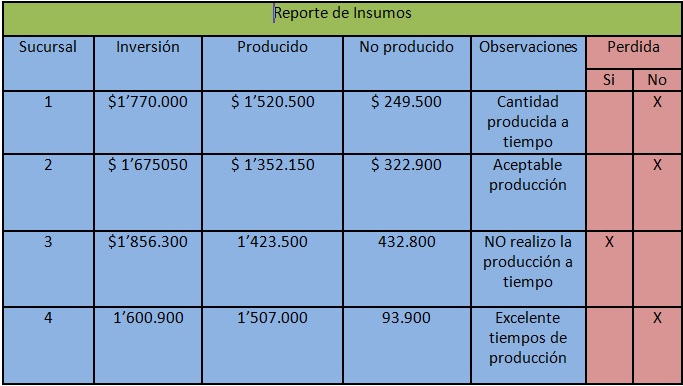 Reporte de Insumos
Sucursal Inversión Producido No producido Observaciones Perdida
Si No
1 $1’770.000 $ 1’520.500 $ 249.500 Cantidad X
producida a
tiempo
2 $ 1’675050 $ 1’352.150 $ 322.900 Aceptable X
producción
3 $1’856.300 1’423.500 432.800 NO realizo la X
producción a
tiempo
4 1’600.900 1’507.000 93.900 Excelente X
tiempos de
producción